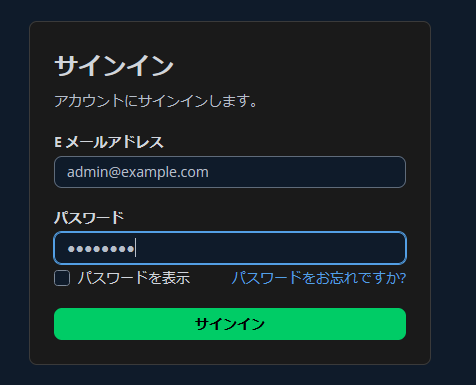 サインイン
アカウントにサインインします。
E メールアドレス
admin@example.com
パスワード
●●●●●●●●
パスワードを表示 パスワードをお忘れですか?
サインイン